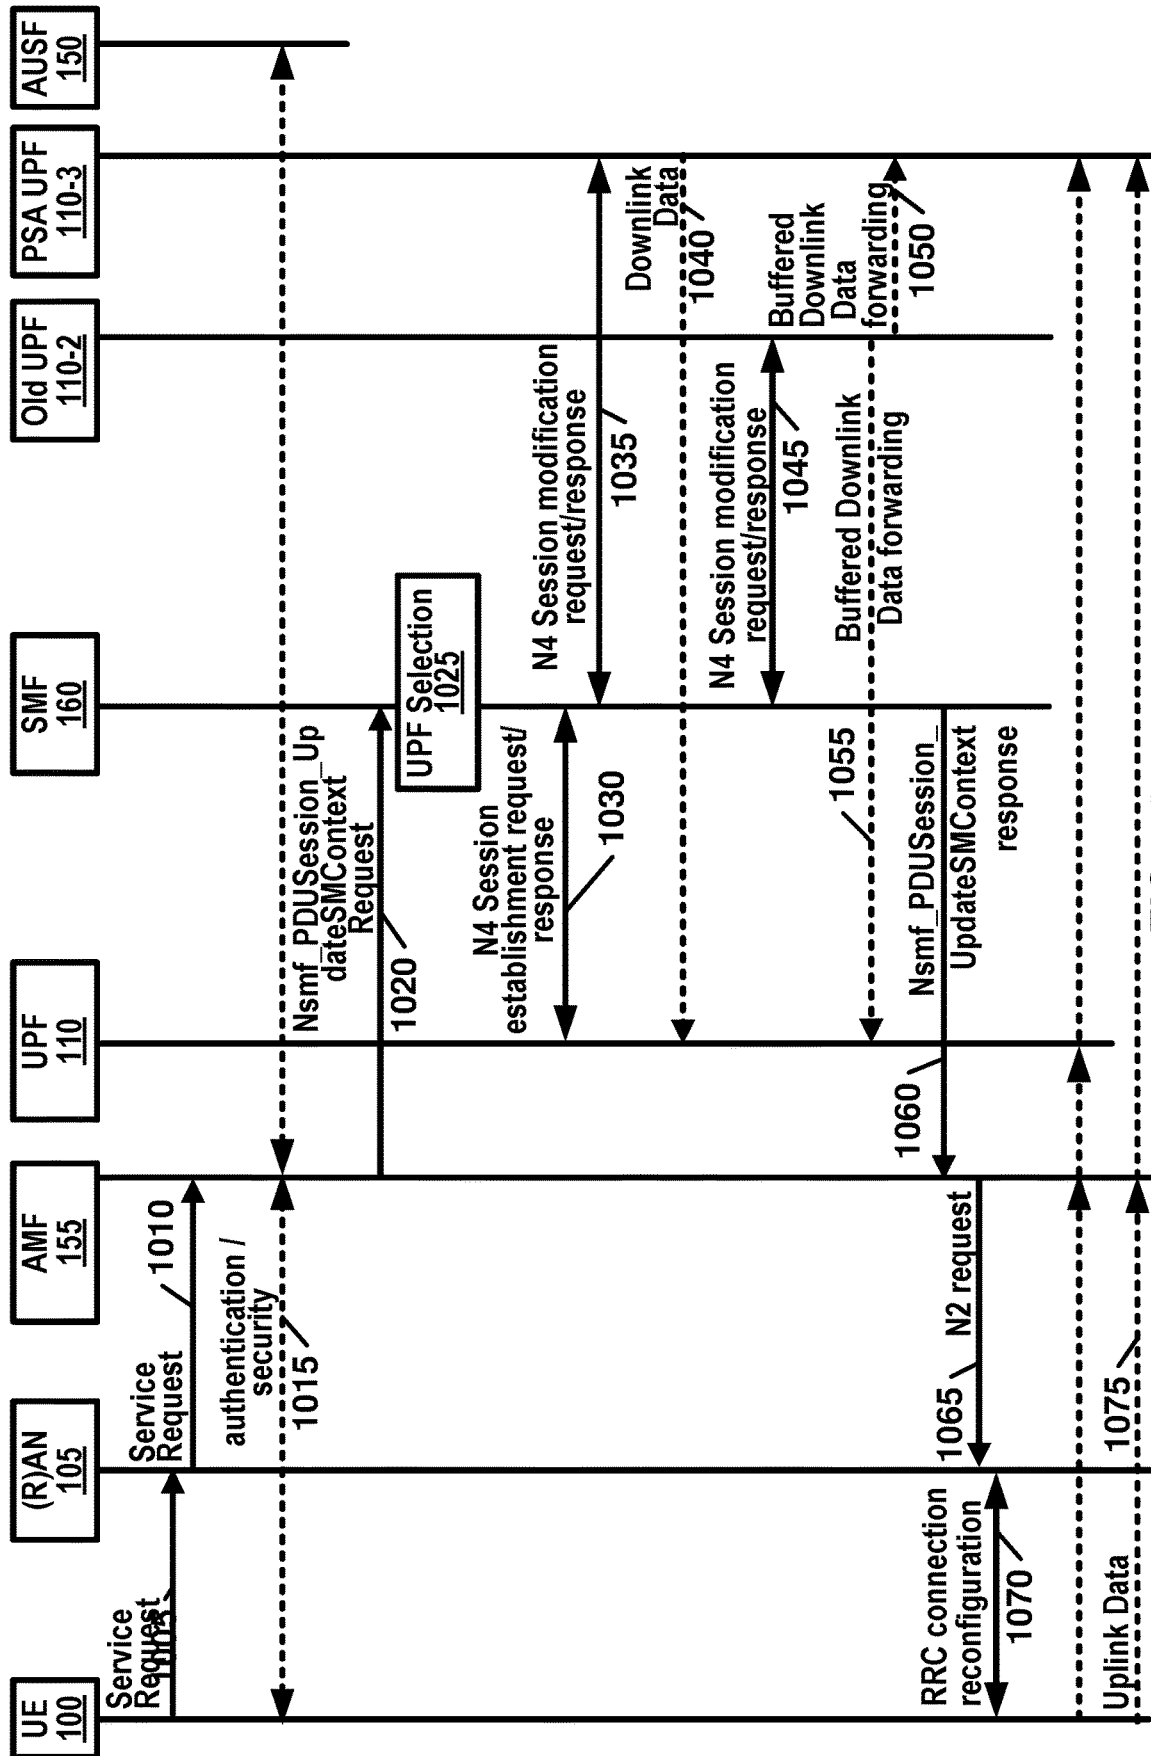 UE
100
(R)AN
105
AMF
155
UPF
110
SMF
160
Old UPF
110-2
PSA UPF
110-3
AUSF
150
Service
Request
1005
Service
Request
1010
authentication /
security
1015
Nsmf_PDUSession_Up
dateSMContext
Request
1020
UPF Selection
1025
N4 Session
establishment request/
response
1030
N4 Session modification
request/response
1035
Downlink
Data
1040
N4 Session modification
request/response
1045
Buffered
Downlink
Data
forwarding
1050
Buffered Downlink
Data forwarding
1055
Nsmf_PDUSession_
UpdateSMContext
response
1060
N2 request
1065
RRC connection
reconfiguration
1070
Uplink Data
1075